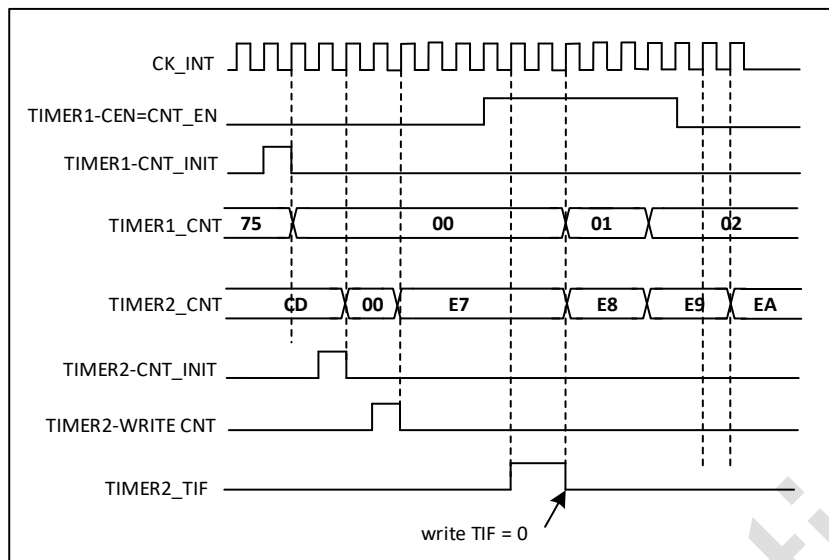 CK_INT
TIMER1-CEN=CNT_EN
TIMER1-CNT_INIT
TIMER1_CNT 75 00 01 02
TIMER2_CNT CD 00 E7 E8 E9 EA
TIMER2-CNT_INIT
TIMER2-WRITE CNT
TIMER2_TIF
write TIF = 0